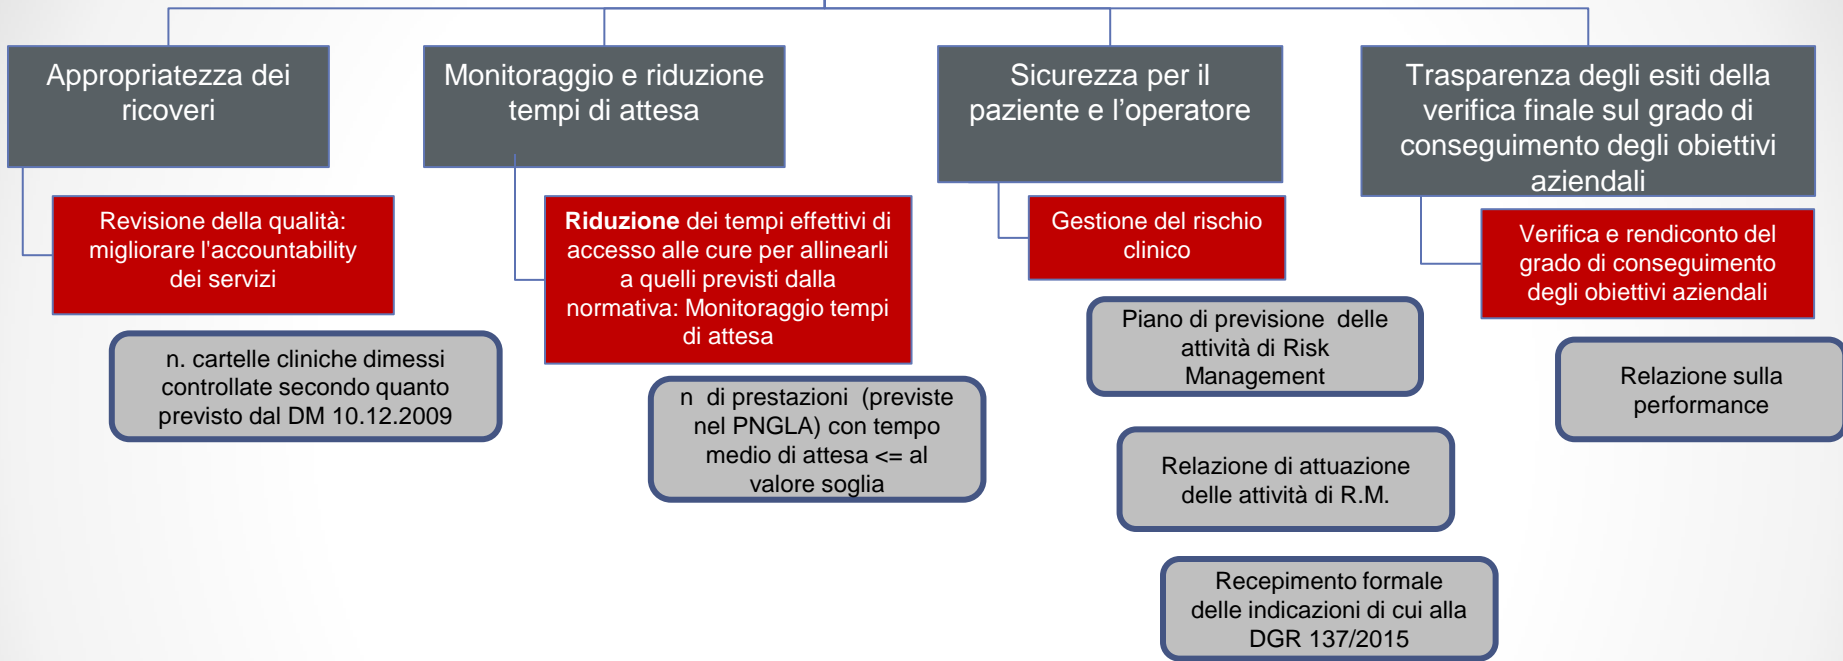 Appropriatezza dei
ricoveri
Revisione della qualità:
migliorare l'accountability
dei servizi
n. cartelle cliniche dimessi
controllate secondo quanto
previsto dal DM 10.12.2009
Monitoraggio e riduzione
tempi di attesa
Riduzione dei tempi effettivi di
accesso alle cure per allinearli
a quelli previsti dalla
normativa: Monitoraggio tempi
di attesa
n di prestazioni (previste
nel PNGLA) con tempo
medio di attesa <= al
valore soglia
Sicurezza per il
paziente e l’operatore
Gestione del rischio
clinico
Piano di previsione delle
attività di Risk
Management
Relazione di attuazione
delle attività di R.M.
Recepimento formale
delle indicazioni di cui alla
DGR 137/2015
Trasparenza degli esiti della
verifica finale sul grado di
conseguimento degli obiettivi
aziendali
Verifica e rendiconto del
grado di conseguimento
degli obiettivi aziendali
Relazione sulla
performance